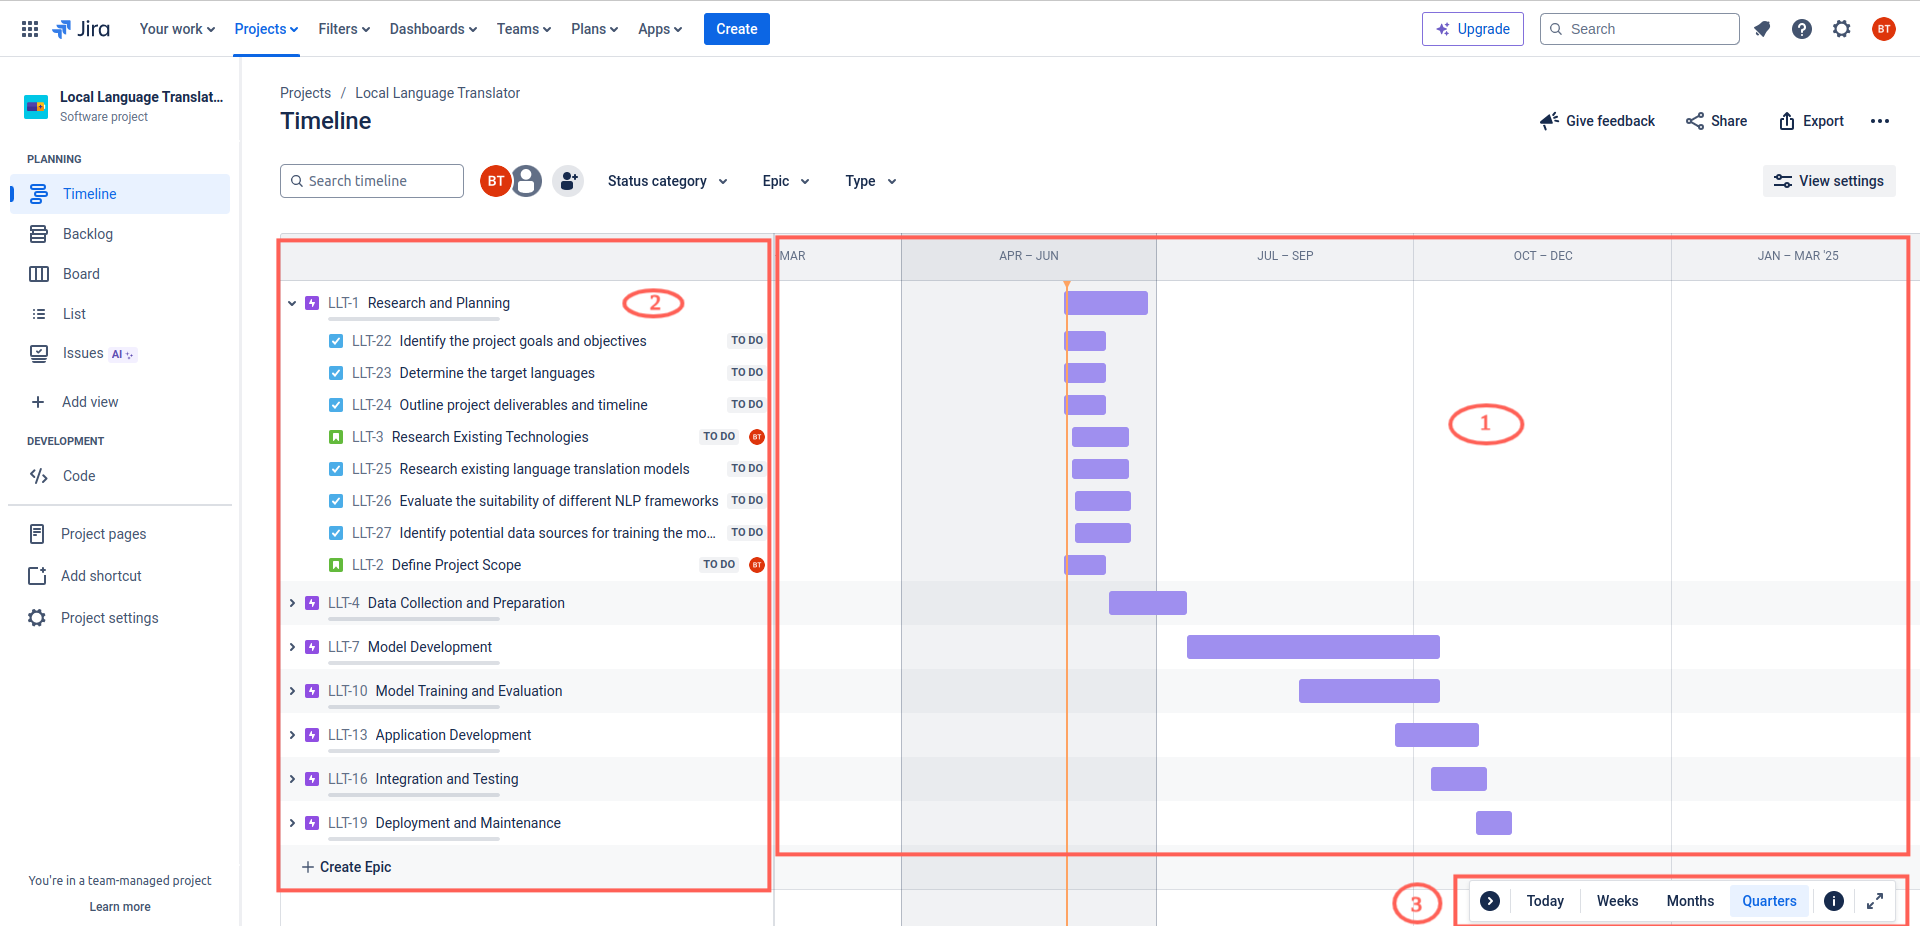 Jira Your work Projects Filters Dashboards Teams Plans Apps Create Upgrade Search BT
Local Language Translat...
Software project
PLANNING
Timeline
Backlog
Board
List
Issues AI
Add view
DEVELOPMENT
Code
Project pages
Add shortcut
Project settings
You're in a team-managed project
Learn more
Projects / Local Language Translator
Timeline
Give feedback Share Export
Search timeline BT Status category Epic Type View settings
MAR APR – JUN JUL – SEP OCT – DEC JAN – MAR '25
LLT-1 Research and Planning 2
LLT-22 Identify the project goals and objectives TO DO
LLT-23 Determine the target languages TO DO
LLT-24 Outline project deliverables and timeline TO DO
1
LLT-3 Research Existing Technologies TO DO BT
LLT-25 Research existing language translation models TO DO
LLT-26 Evaluate the suitability of different NLP frameworks TO DO
LLT-27 Identify potential data sources for training the mo... TO DO
LLT-2 Define Project Scope TO DO BT
LLT-4 Data Collection and Preparation
LLT-7 Model Development
LLT-10 Model Training and Evaluation
LLT-13 Application Development
LLT-16 Integration and Testing
LLT-19 Deployment and Maintenance
+ Create Epic
3 Today Weeks Months Quarters